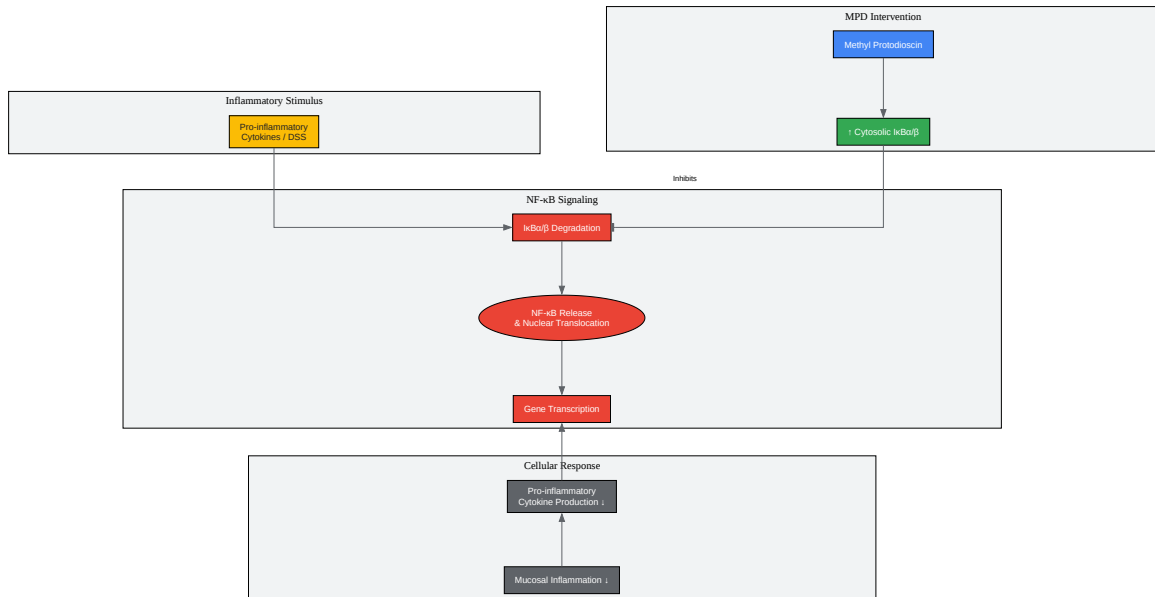 MPD Intervention
Methyl Protodioscin
↑ Cytosolic IκBα/β
Inflammatory Stimulus
Pro-inflammatory
Cytokines / DSS
Inhibits
NF-κB Signaling
IκBα/β Degradation
NF-κB Release
& Nuclear Translocation
Gene Transcription
Cellular Response
Pro-inflammatory
Cytokine Production ↓
Mucosal Inflammation ↓